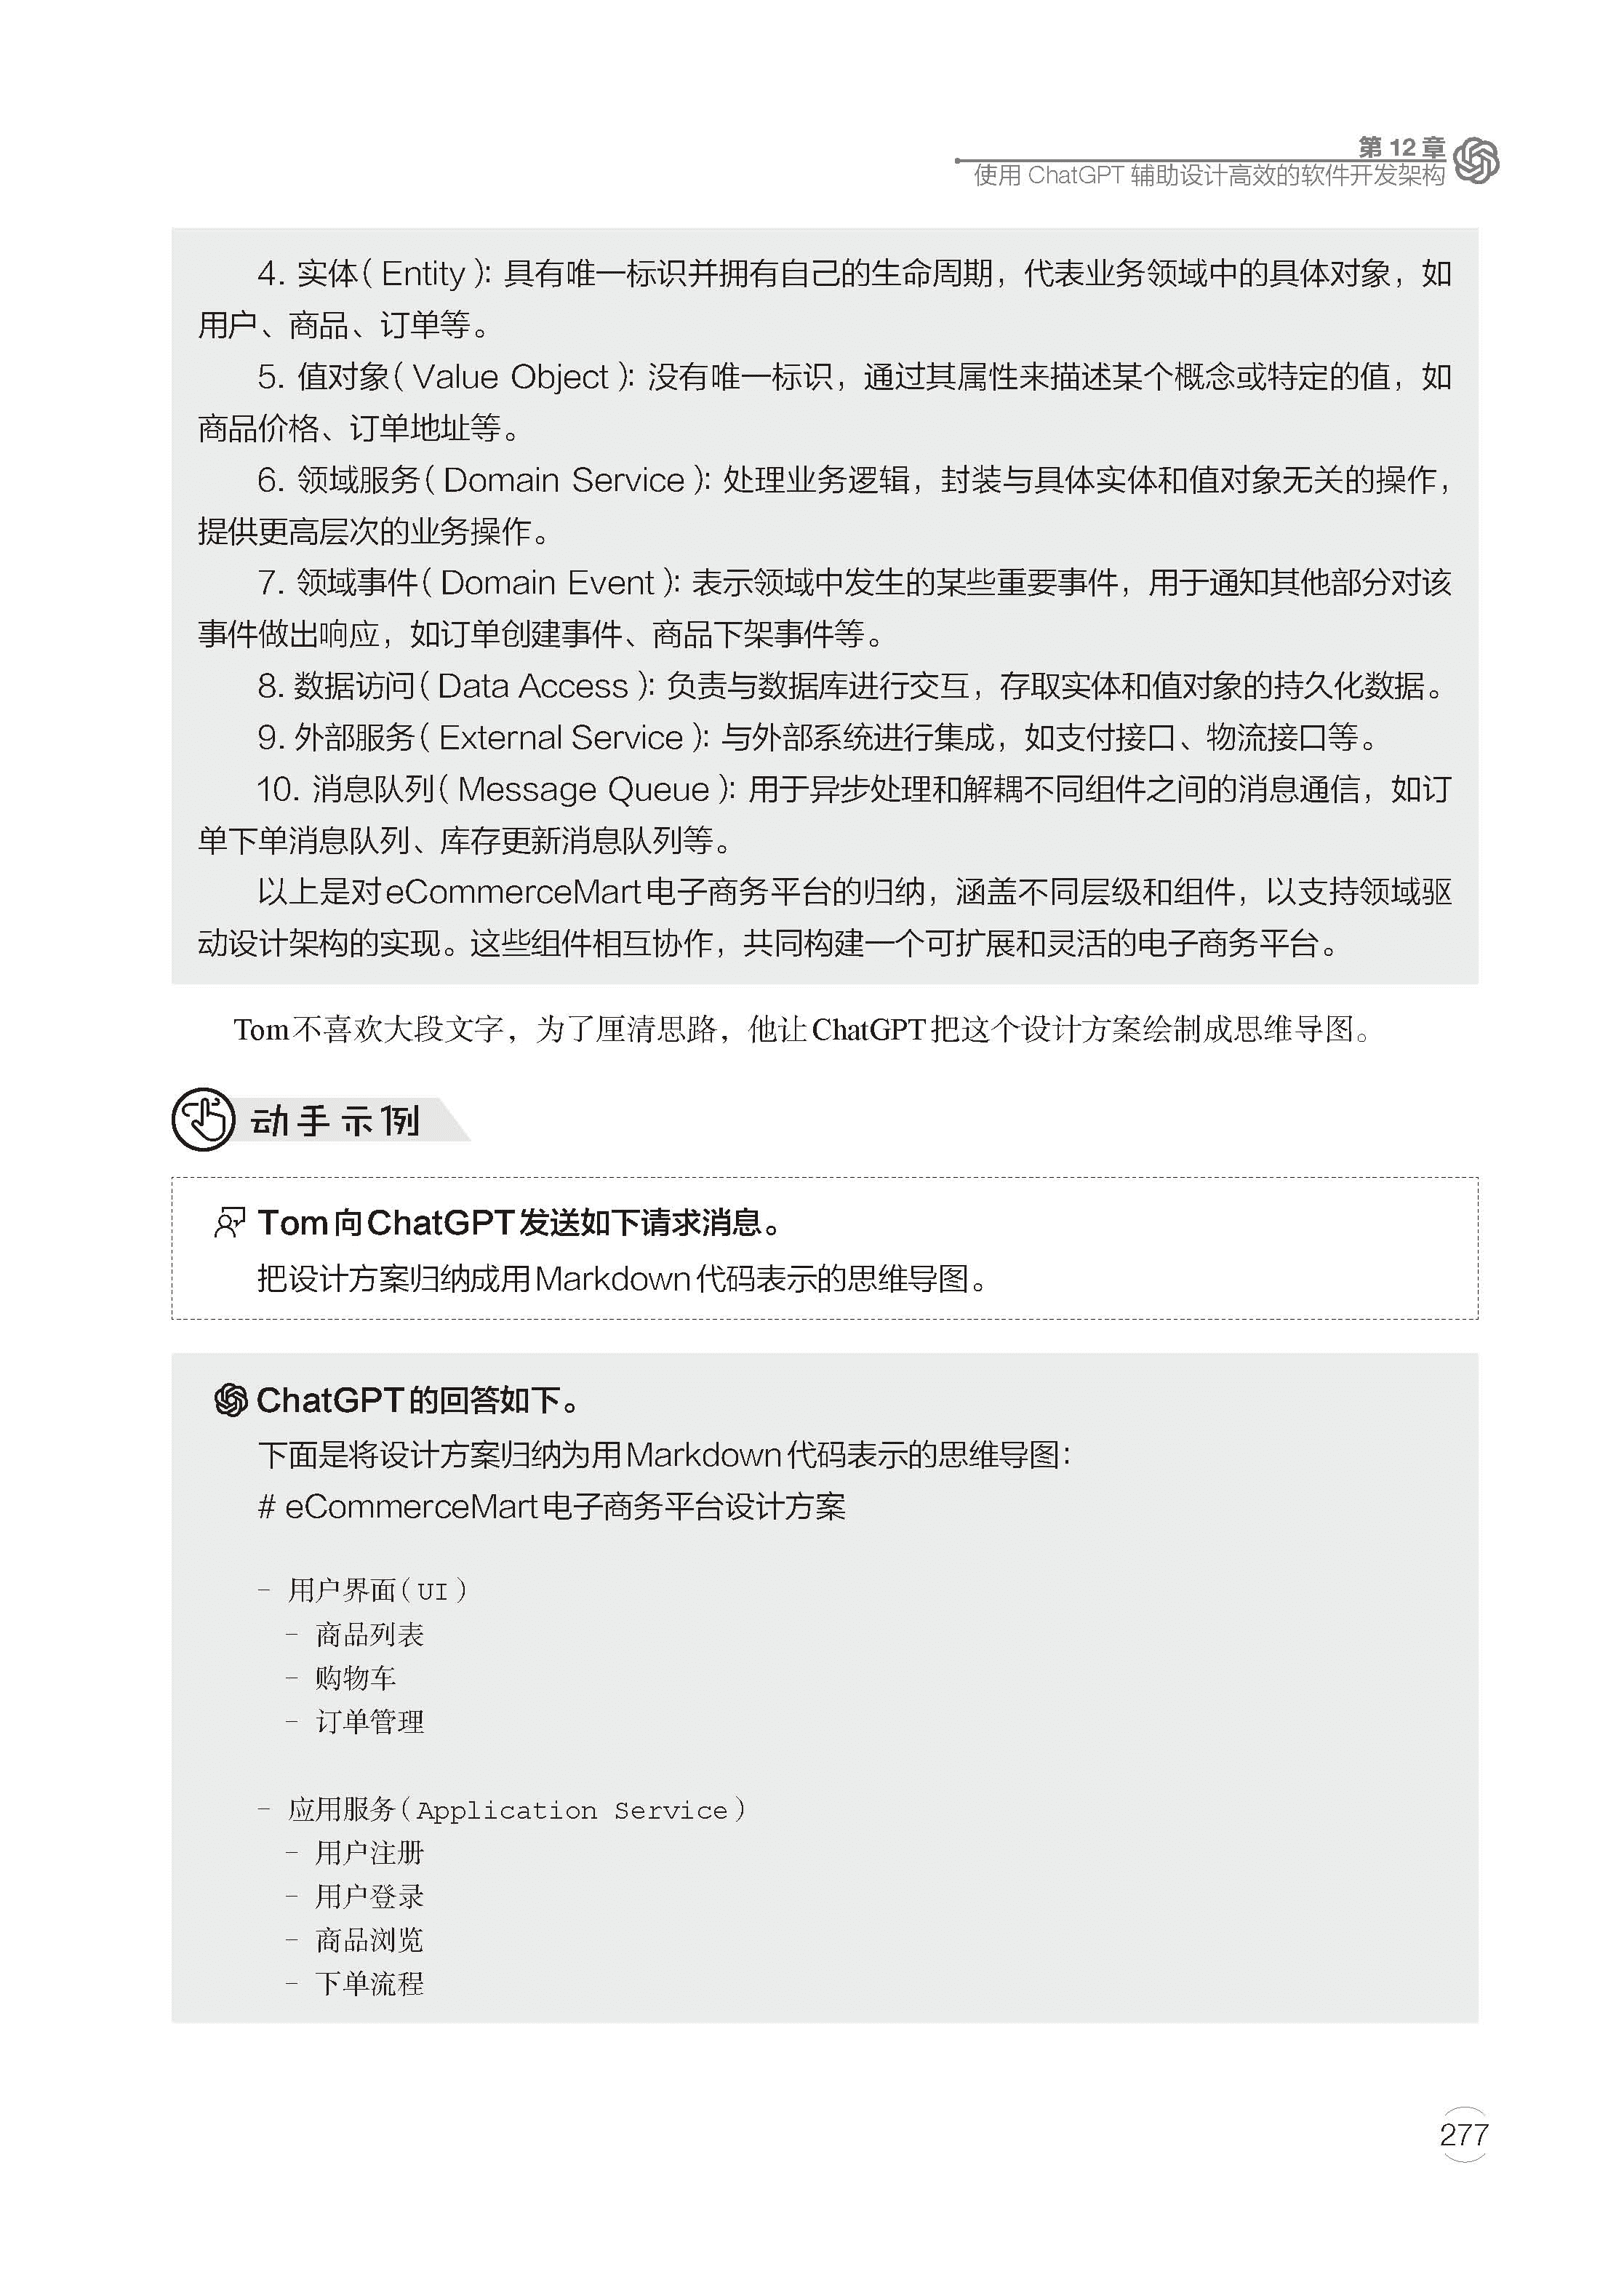 第 12 章
使用 ChatGPT 辅助设计高效的软件开发架构
4. 实体（Entity）：具有唯一标识并拥有自己的生命周期，代表业务领域中的具体对象，如
用户、商品、订单等。
5. 值对象（Value Object）：没有唯一标识，通过其属性来描述某个概念或特定的值，如
商品价格、订单地址等。
6. 领域服务（Domain Service）：处理业务逻辑，封装与具体实体和值对象无关的操作，
提供更高层次的业务操作。
7. 领域事件（Domain Event）：表示领域中发生的某些重要事件，用于通知其他部分对该
事件做出响应，如订单创建事件、商品下架事件等。
8. 数据访问（Data Access）：负责与数据库进行交互，存取实体和值对象的持久化数据。
9. 外部服务（External Service）：与外部系统进行集成，如支付接口、物流接口等。
10. 消息队列（Message Queue）：用于异步处理和解耦不同组件之间的消息通信，如订
单下单消息队列、库存更新消息队列等。
以上是对eCommerceMart电子商务平台的归纳，涵盖不同层级和组件，以支持领域驱
动设计架构的实现。这些组件相互协作，共同构建一个可扩展和灵活的电子商务平台。
Tom不喜欢大段文字，为了厘清思路，他让ChatGPT把这个设计方案绘制成思维导图。
动手示例
Tom向ChatGPT发送如下请求消息。
把设计方案归纳成用Markdown代码表示的思维导图。
ChatGPT的回答如下。
下面是将设计方案归纳为用Markdown代码表示的思维导图：
# eCommerceMart电子商务平台设计方案
- 用户界面（UI）
- 商品列表
- 购物车
- 订单管理
- 应用服务（Application Service）
- 用户注册
- 用户登录
- 商品浏览
- 下单流程
277